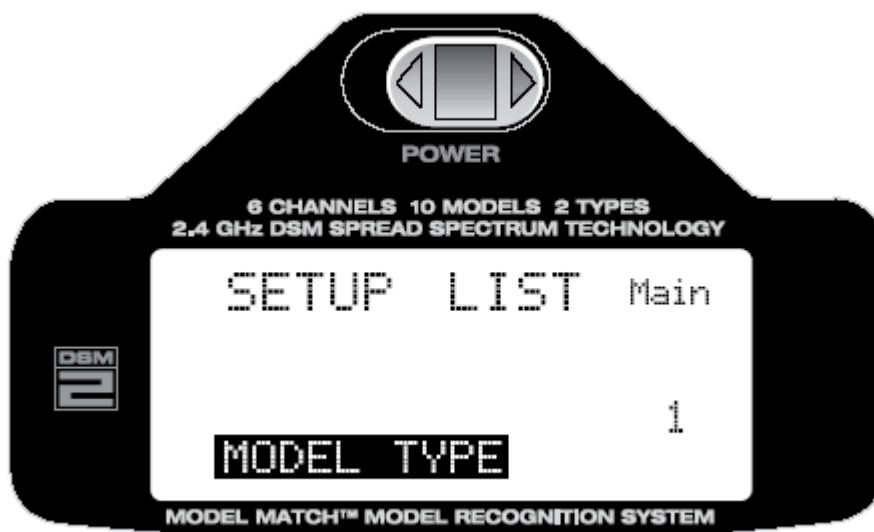 POWER
6 CHANNELS 10 MODELS 2 TYPES
2.4 GHz DSM SPREAD SPECTRUM TECHNOLOGY
SETUP LIST Main
DSM
2
1
MODEL TYPE
MODEL MATCH™ MODEL RECOGNITION SYSTEM